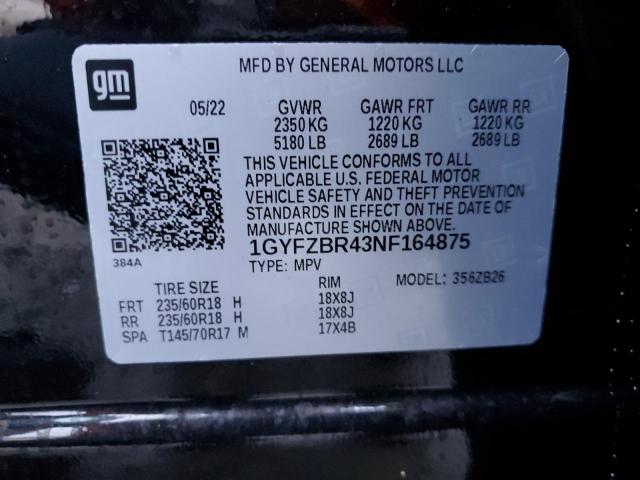 gm
MFD BY GENERAL MOTORS LLC
05/22 GVWR GAWR FRT GAWR RR
2350 KG 1220 KG 1220 KG
5180 LB 2689 LB 2689 LB
THIS VEHICLE CONFORMS TO ALL
APPLICABLE U.S. FEDERAL MOTOR
VEHICLE SAFETY AND THEFT PREVENTION
STANDARDS IN EFFECT ON THE DATE OF
MANUFACTURE SHOWN ABOVE.
1GYFZBR43NF164875
384A
TYPE: MPV
TIRE SIZE RIM MODEL: 356ZB26
FRT 235/60R18 H 18X8J
RR 235/60R18 H 18X8J
SPA T145/70R17 M 17X4B